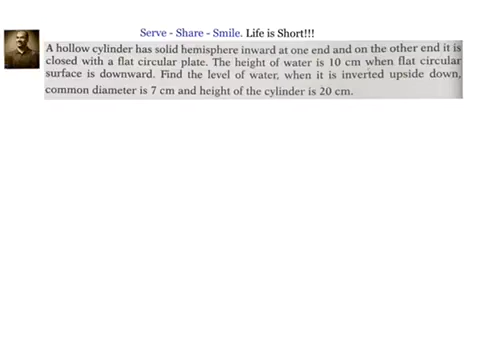 Serve - Share - Smile. Life is Short!!!
A hollow cylinder has solid hemisphere inward at one end and on the other end it is
closed with a flat circular plate. The height of water is 10 cm when flat circular
surface is downward. Find the level of water, when it is inverted upside down,
common diameter is 7 cm and height of the cylinder is 20 cm.